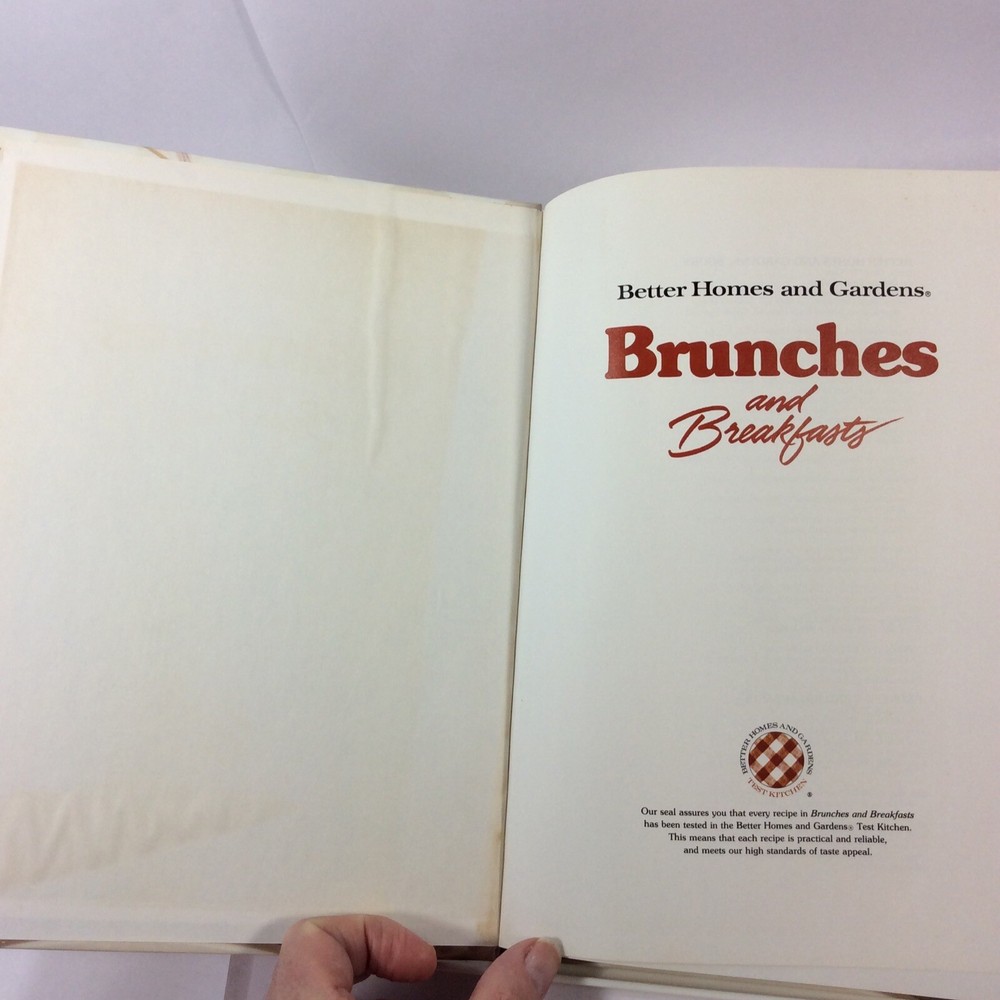 Better Homes and Gardens®
Brunches
and
Breakfasts
BETTER HOMES AND GARDENS
TEST KITCHEN
®
Our seal assures you that every recipe in Brunches and Breakfasts
has been tested in the Better Homes and Gardens® Test Kitchen.
This means that each recipe is practical and reliable,
and meets our high standards of taste appeal.